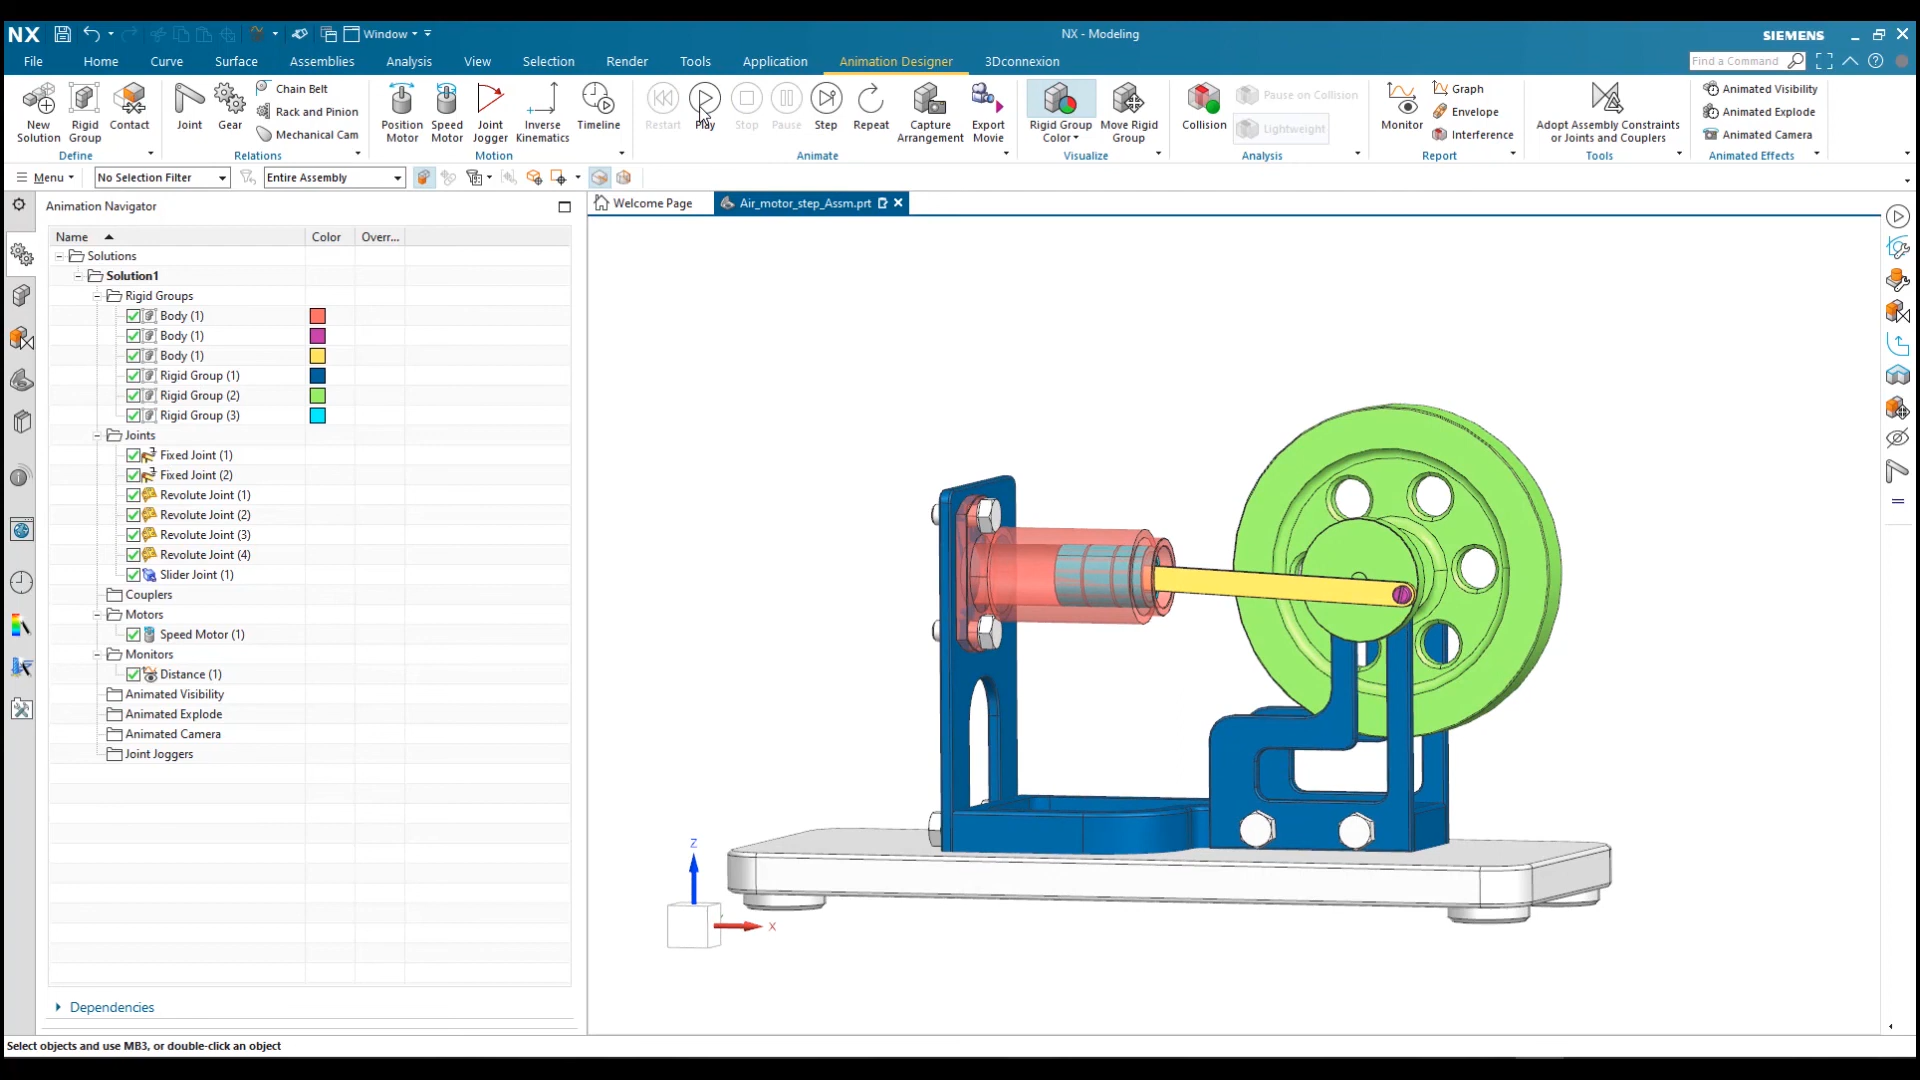 NX
Window
NX - Modeling
SIEMENS
File
Home
Curve
Surface
Assemblies
Analysis
View
Selection
Render
Tools
Application
Animation Designer
3Dconnexion
Find a Command
New Solution
Rigid Group
Contact
Define
Joint
Gear
Chain Belt
Rack and Pinion
Mechanical Cam
Relations
Position Motor
Speed Motor
Joint Jogger
Inverse Kinematics
Timeline
Motion
Restart
Play
Stop
Pause
Step
Repeat
Capture Arrangement
Export Movie
Animate
Rigid Group Color
Move Rigid Group
Visualize
Collision
Pause on Collision
Lightweight
Analysis
Monitor
Graph
Envelope
Interference
Report
Adopt Assembly Constraints or Joints and Couplers
Tools
Animated Visibility
Animated Explode
Animated Camera
Animated Effects
Menu
No Selection Filter
Entire Assembly
Animation Navigator
Welcome Page
Air_motor_step_Assm.prt
Name
Color
Overr...
Solutions
Solution1
Rigid Groups
Body (1)
Body (1)
Body (1)
Rigid Group (1)
Rigid Group (2)
Rigid Group (3)
Joints
Fixed Joint (1)
Fixed Joint (2)
Revolute Joint (1)
Revolute Joint (2)
Revolute Joint (3)
Revolute Joint (4)
Slider Joint (1)
Couplers
Motors
Speed Motor (1)
Monitors
Distance (1)
Animated Visibility
Animated Explode
Animated Camera
Joint Joggers
Z
X
Dependencies
Select objects and use MB3, or double-click an object